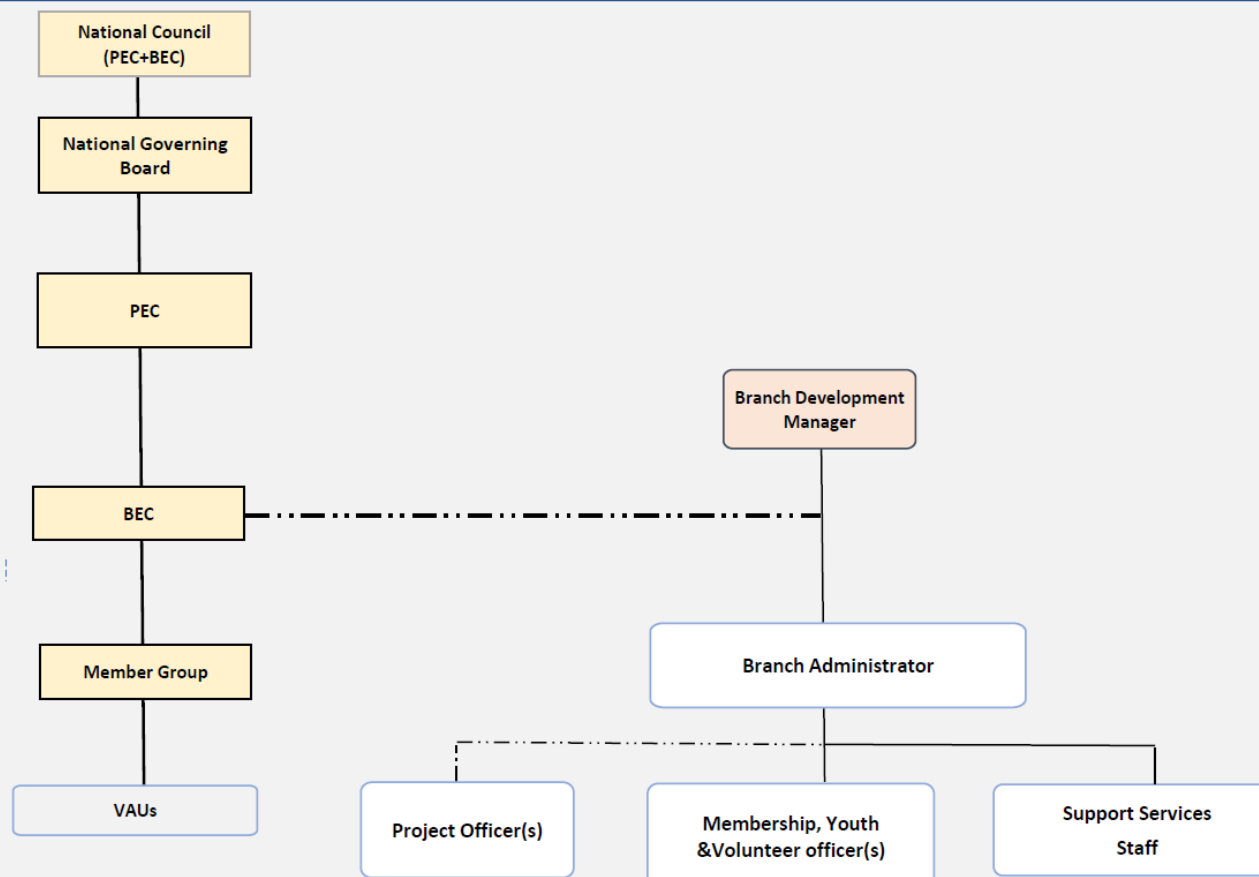 National Council
(PEC+BEC)
National Governing
Board
PEC
Branch Development
Manager
BEC
Member Group
Branch Administrator
VAUs
Project Officer(s)
Membership, Youth
&Volunteer officer(s)
Support Services
Staff